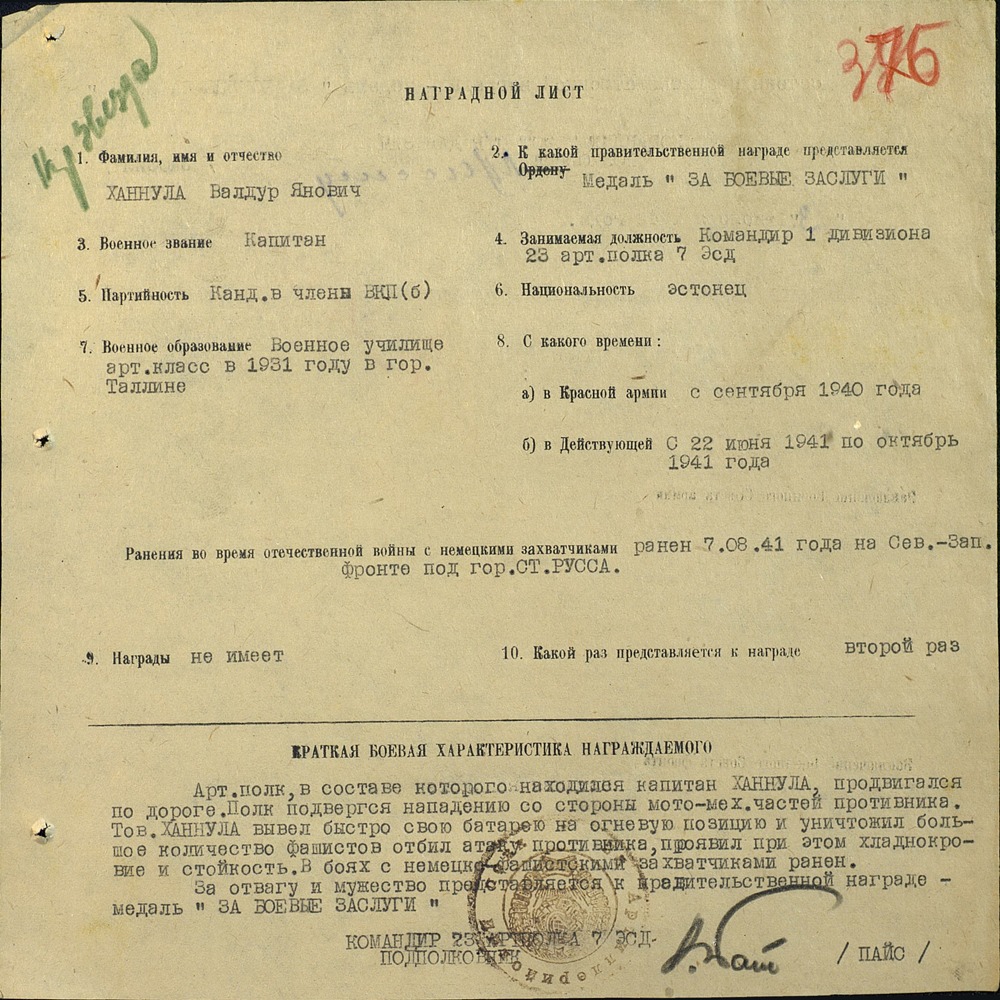 Кр звезда
376
НАГРАДНОЙ ЛИСТ
1. Фамилия, имя и отчество
ХАННУЛА Валдур Янович
2. К какой правительственной награде представляется
Ордену Медаль " ЗА БОЕВЫЕ ЗАСЛУГИ "
3. Военное звание Капитан
4. Занимаемая должность Командир 1 дивизиона
23 арт.полка 7 Эсд
5. Партийность Канд.в члены ВКП(б)
6. Национальность эстонец
7. Военное образование Военное училище
арт.класс в 1931 году в гор.
Таллине
8. С какого времени:
а) в Красной армии с сентября 1940 года
б) в Действующей С 22 июня 1941 по октябрь
1941 года
Ранения во время отечественной войны с немецкими захватчиками ранен 7.08.41 года на Сев.-Зап.
фронте под гор.СТ.РУССА.
9. Награды не имеет
10. Какой раз представляется к награде второй раз
КРАТКАЯ БОЕВАЯ ХАРАКТЕРИСТИКА НАГРАЖДАЕМОГО
Арт.полк,в составе которого находился капитан ХАННУЛА, продвигался
по дороге.Полк подвергся нападению со стороны мото-мех.частей противника.
Тов.ХАННУЛА вывел быстро свою батарею на огневую позицию и уничтожил боль-
шое количество фашистов отбил атаку противника,проявил при этом хладнокро-
вие и стойкость.В боях с немецко-фашистскими захватчиками ранен.
За отвагу и мужество представляется к правительственной награде -
медаль " ЗА БОЕВЫЕ ЗАСЛУГИ "
КОМАНДИР 23 АРТПОЛКА 7 ЭСД-
ПОДПОЛКОВНИК
/ ПАЙС /